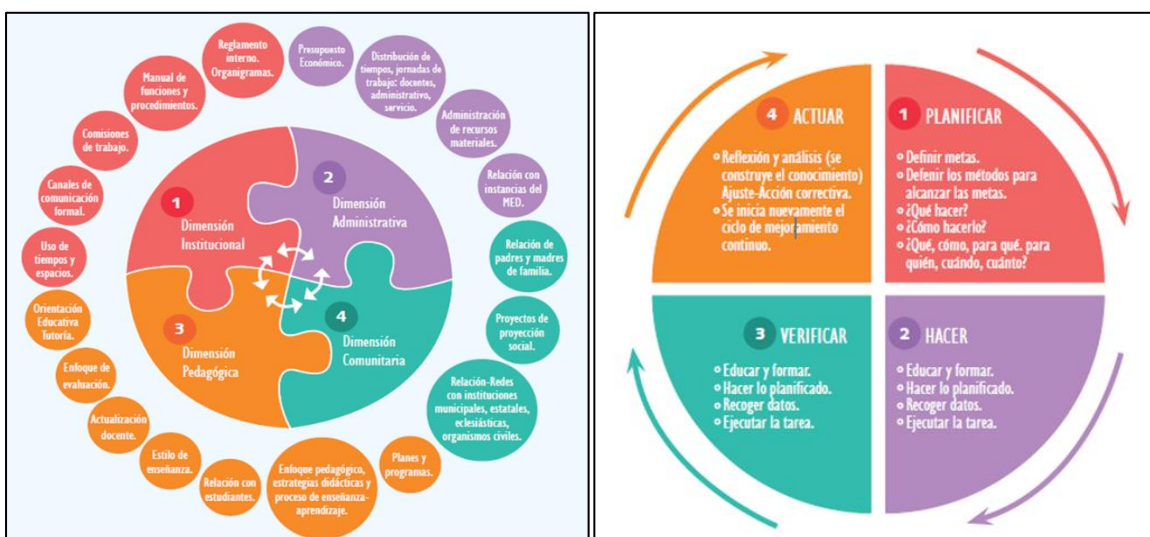 Reglamento
interno.
Organigramas.
Presupuesto
Económico.
Distribución de
tiempos, jornadas de
trabajo: docentes,
administrativo,
servicio.
Administración
de recursos
materiales.
Relación con
instancias del
MED.
Relación de
padres y madres
de familia.
Proyectos de
proyección
social.
Relación-Redes
con instituciones
municipales, estatales,
eclesiásticas,
organismos civiles.
Planes y
programas.
Enfoque pedagógico,
estrategias didácticas y
proceso de enseñanza-
aprendizaje.
Relación con
estudiantes.
Estilo de
enseñanza.
Actualización
docente.
Enfoque de
evaluación.
Orientación
Educativa
Tutoría.
Uso de
tiempos y
espacios.
Canales de
comunicación
formal.
Comisiones
de trabajo.
Manual de
funciones y
procedimientos.
1
Dimensión
Institucional
2
Dimensión
Administrativa
3
Dimensión
Pedagógica
4
Dimensión
Comunitaria
4 ACTUAR
Reflexión y análisis (se
construye el conocimiento)
Ajuste-Acción correctiva.
Se inicia nuevamente el
ciclo de mejoramiento
continuo.
1 PLANIFICAR
Definir metas.
Defenir los métodos para
alcanzar las metas.
¿Qué hacer?
¿Cómo hacerlo?
¿Qué, cómo, para qué. para
quién, cuándo, cuánto?
3 VERIFICAR
Educar y formar.
Hacer lo planificado.
Recoger datos.
Ejecutar la tarea.
2 HACER
Educar y formar.
Hacer lo planificado.
Recoger datos.
Ejecutar la tarea.